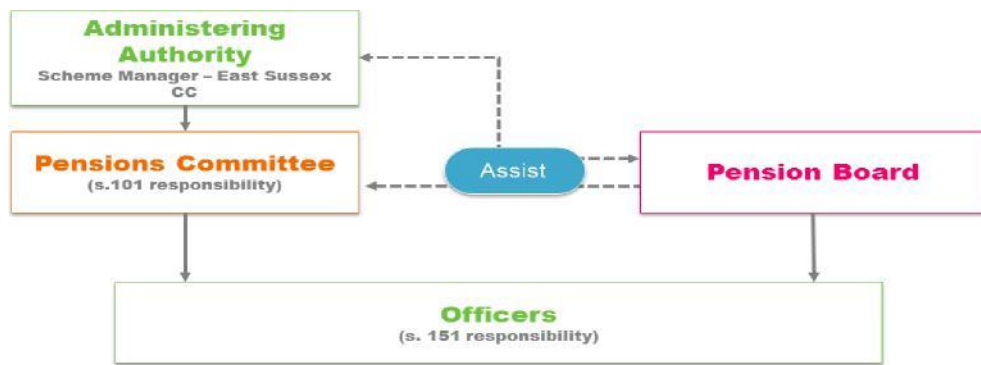 Administering
Authority
Scheme Manager – East Sussex
CC
Pensions Committee
(s.101 responsibility)
Assist
Pension Board
Officers
(s. 151 responsibility)